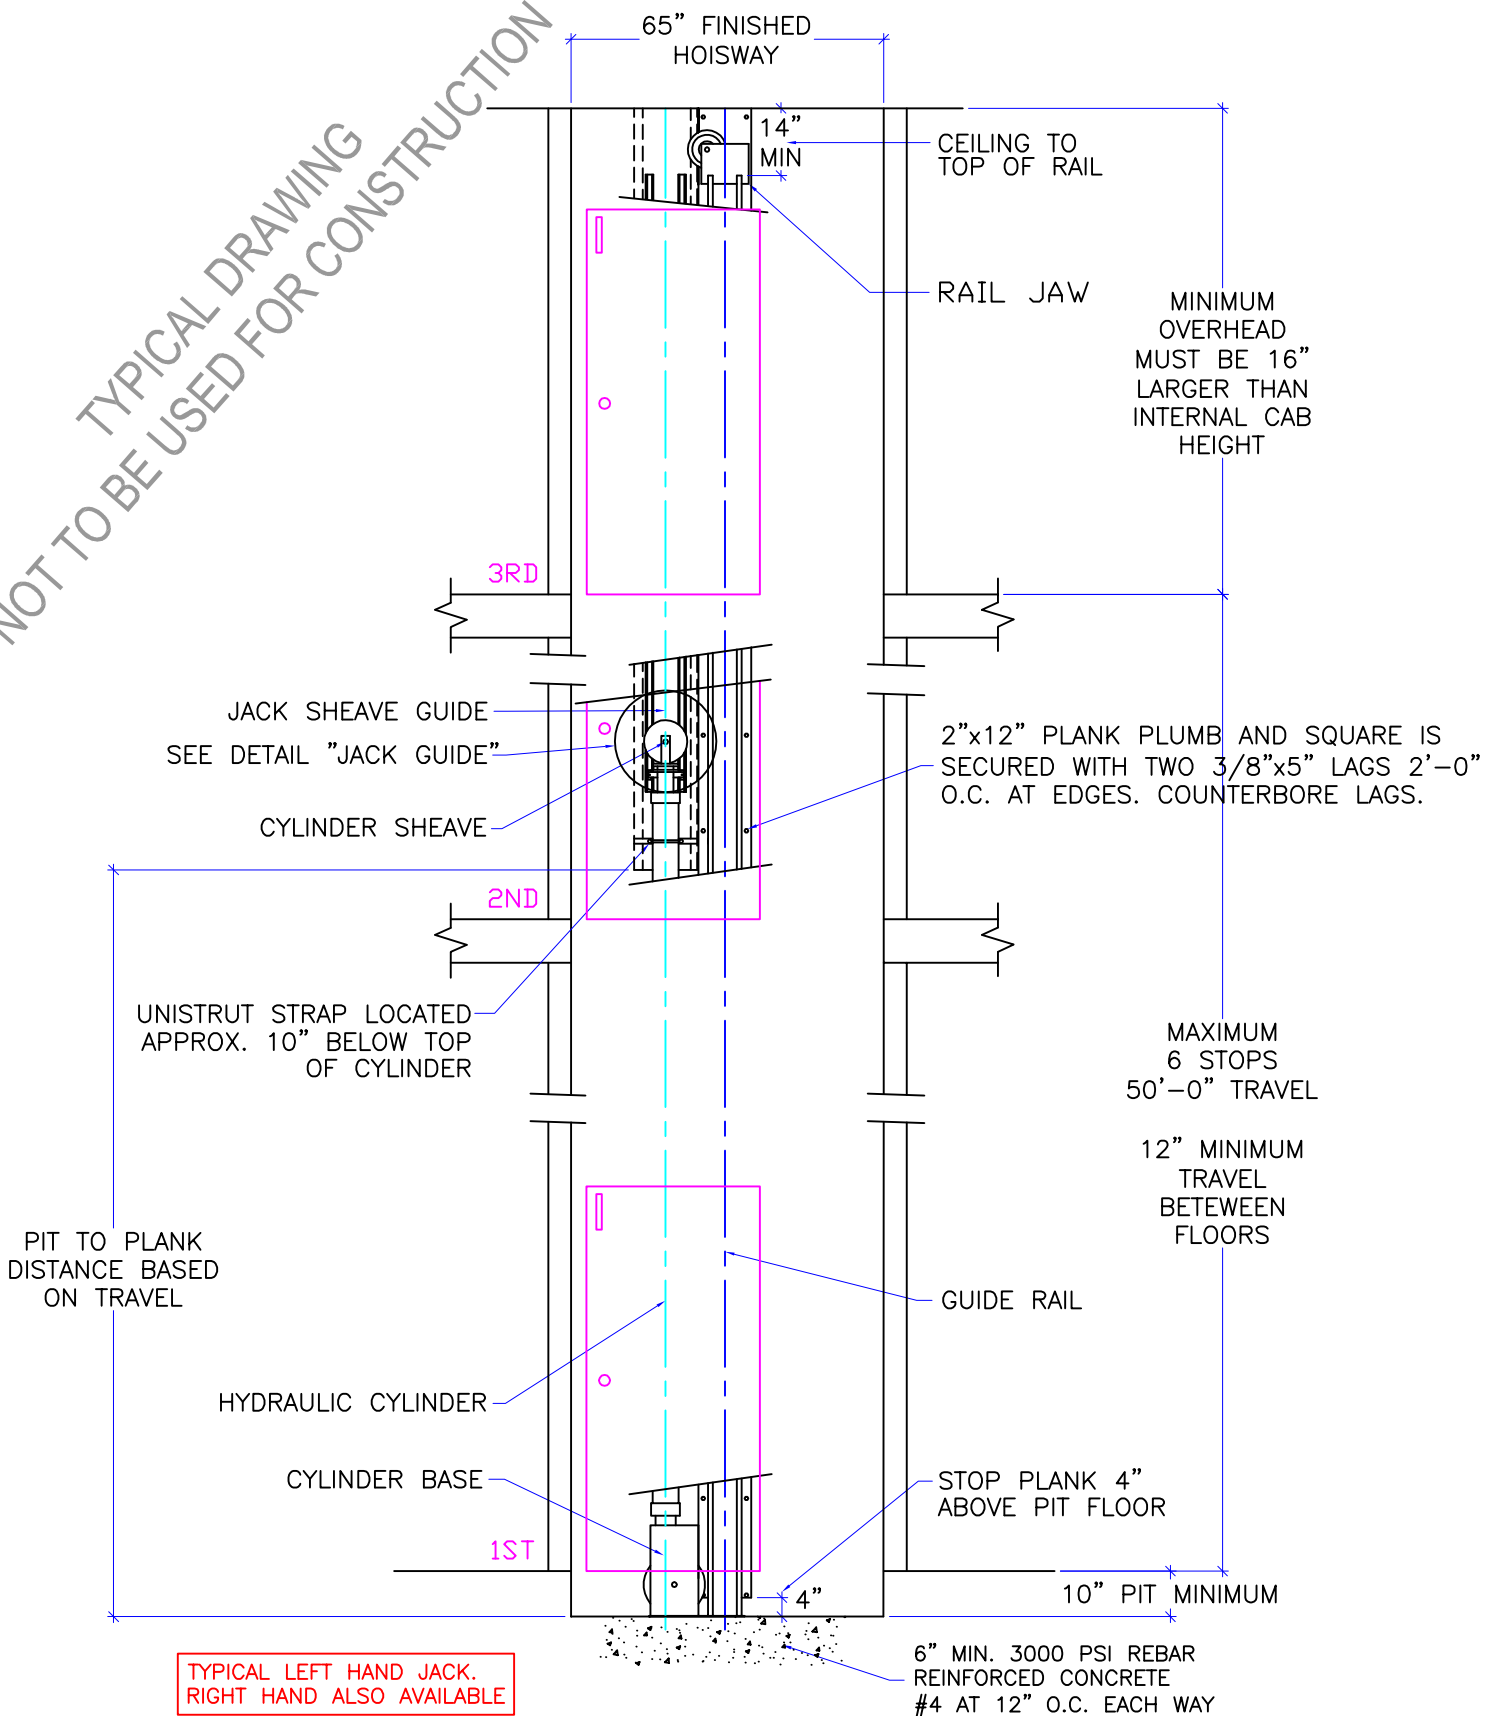 65” FINISHED
HOISWAY
TYPICAL DRAWING
NOT TO BE USED FOR CONSTRUCTION
14”
MIN
CEILING TO
TOP OF RAIL
RAIL JAW
MINIMUM
OVERHEAD
MUST BE 16”
LARGER THAN
INTERNAL CAB
HEIGHT
3RD
JACK SHEAVE GUIDE
SEE DETAIL ”JACK GUIDE”
CYLINDER SHEAVE
2”x12” PLANK PLUMB AND SQUARE IS
SECURED WITH TWO 3/8”x5” LAGS 2’-0”
O.C. AT EDGES. COUNTERBORE LAGS.
2ND
UNISTRUT STRAP LOCATED
APPROX. 10” BELOW TOP
OF CYLINDER
MAXIMUM
6 STOPS
50’-0” TRAVEL
12” MINIMUM
TRAVEL
BETEWEEN
FLOORS
PIT TO PLANK
DISTANCE BASED
ON TRAVEL
GUIDE RAIL
HYDRAULIC CYLINDER
CYLINDER BASE
STOP PLANK 4”
ABOVE PIT FLOOR
1ST
4”
10” PIT MINIMUM
6” MIN. 3000 PSI REBAR
REINFORCED CONCRETE
#4 AT 12” O.C. EACH WAY
TYPICAL LEFT HAND JACK.
RIGHT HAND ALSO AVAILABLE